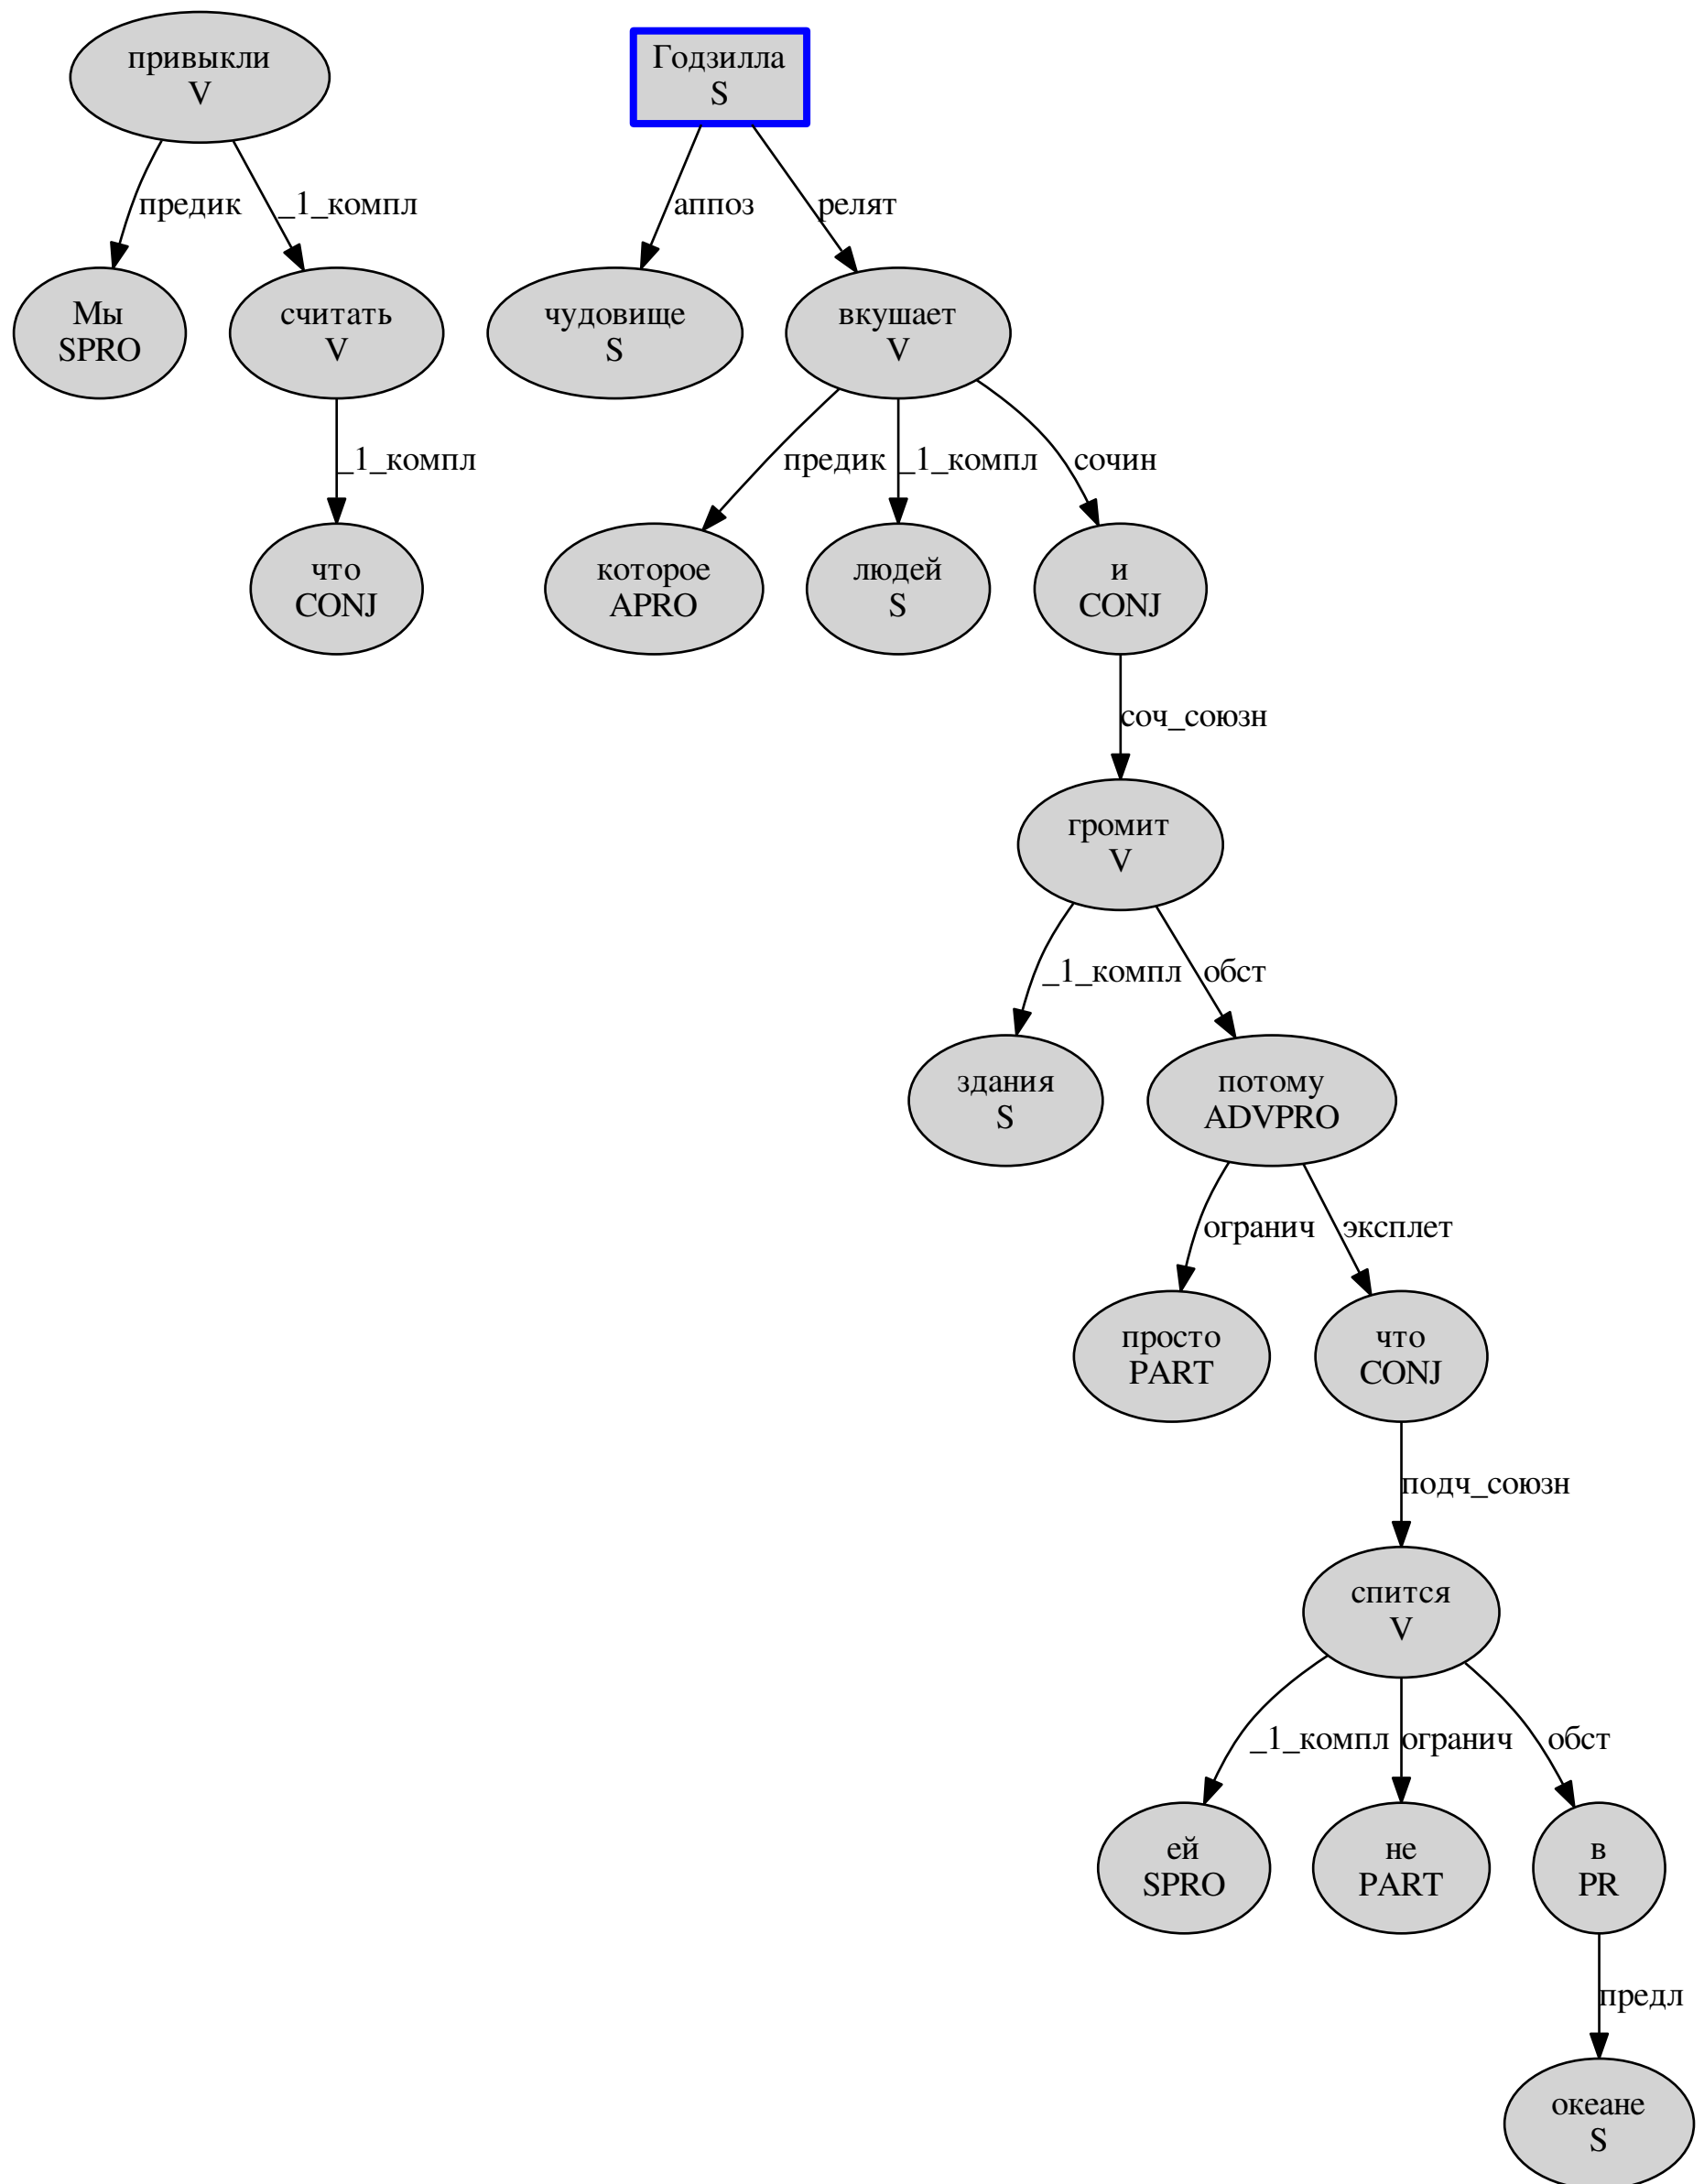 привыкли
V
Годзилла
S
предик
_1_компл
аппоз
релят
Мы
SPRO
считать
V
чудовище
S
вкушает
V
_1_компл
предик
_1_компл
сочин
что
CONJ
которое
APRO
людей
S
и
CONJ
соч_союзн
громит
V
_1_компл
обст
здания
S
потому
ADVPRO
огранич
эксплет
просто
PART
что
CONJ
подч_союзн
спится
V
_1_компл
огранич
обст
ей
SPRO
не
PART
в
PR
предл
океане
S